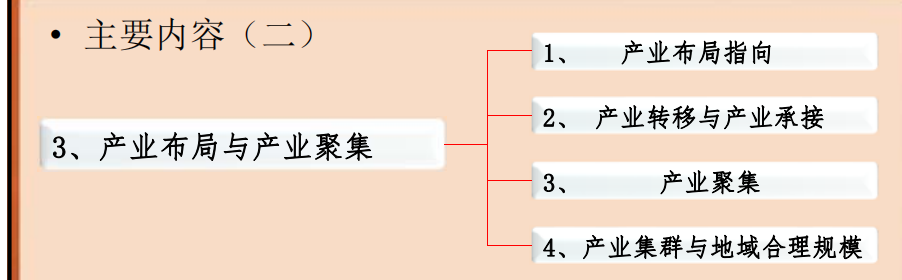 • 主要内容（二）
3、产业布局与产业聚集
1、 产业布局指向
2、 产业转移与产业承接
3、 产业聚集
4、产业集群与地域合理规模